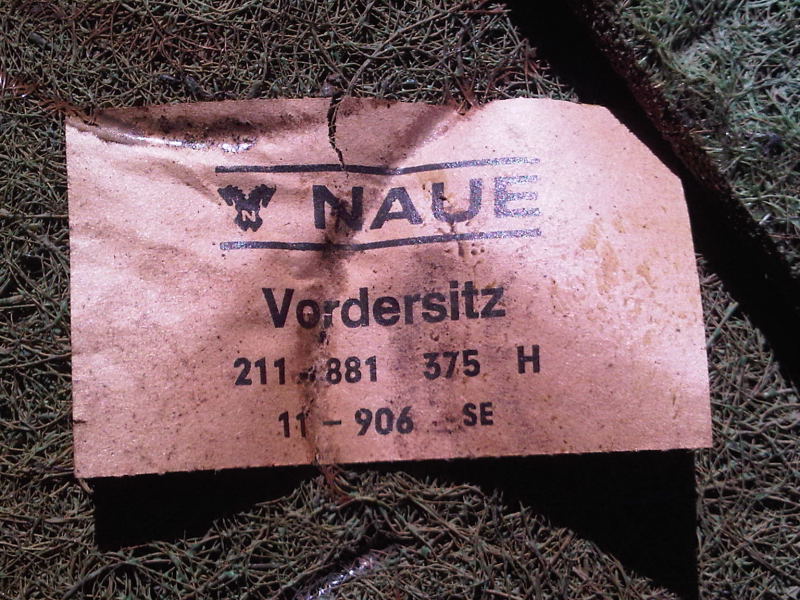 N NAUE
Vordersitz
211 881 375 H
11 - 906 SE